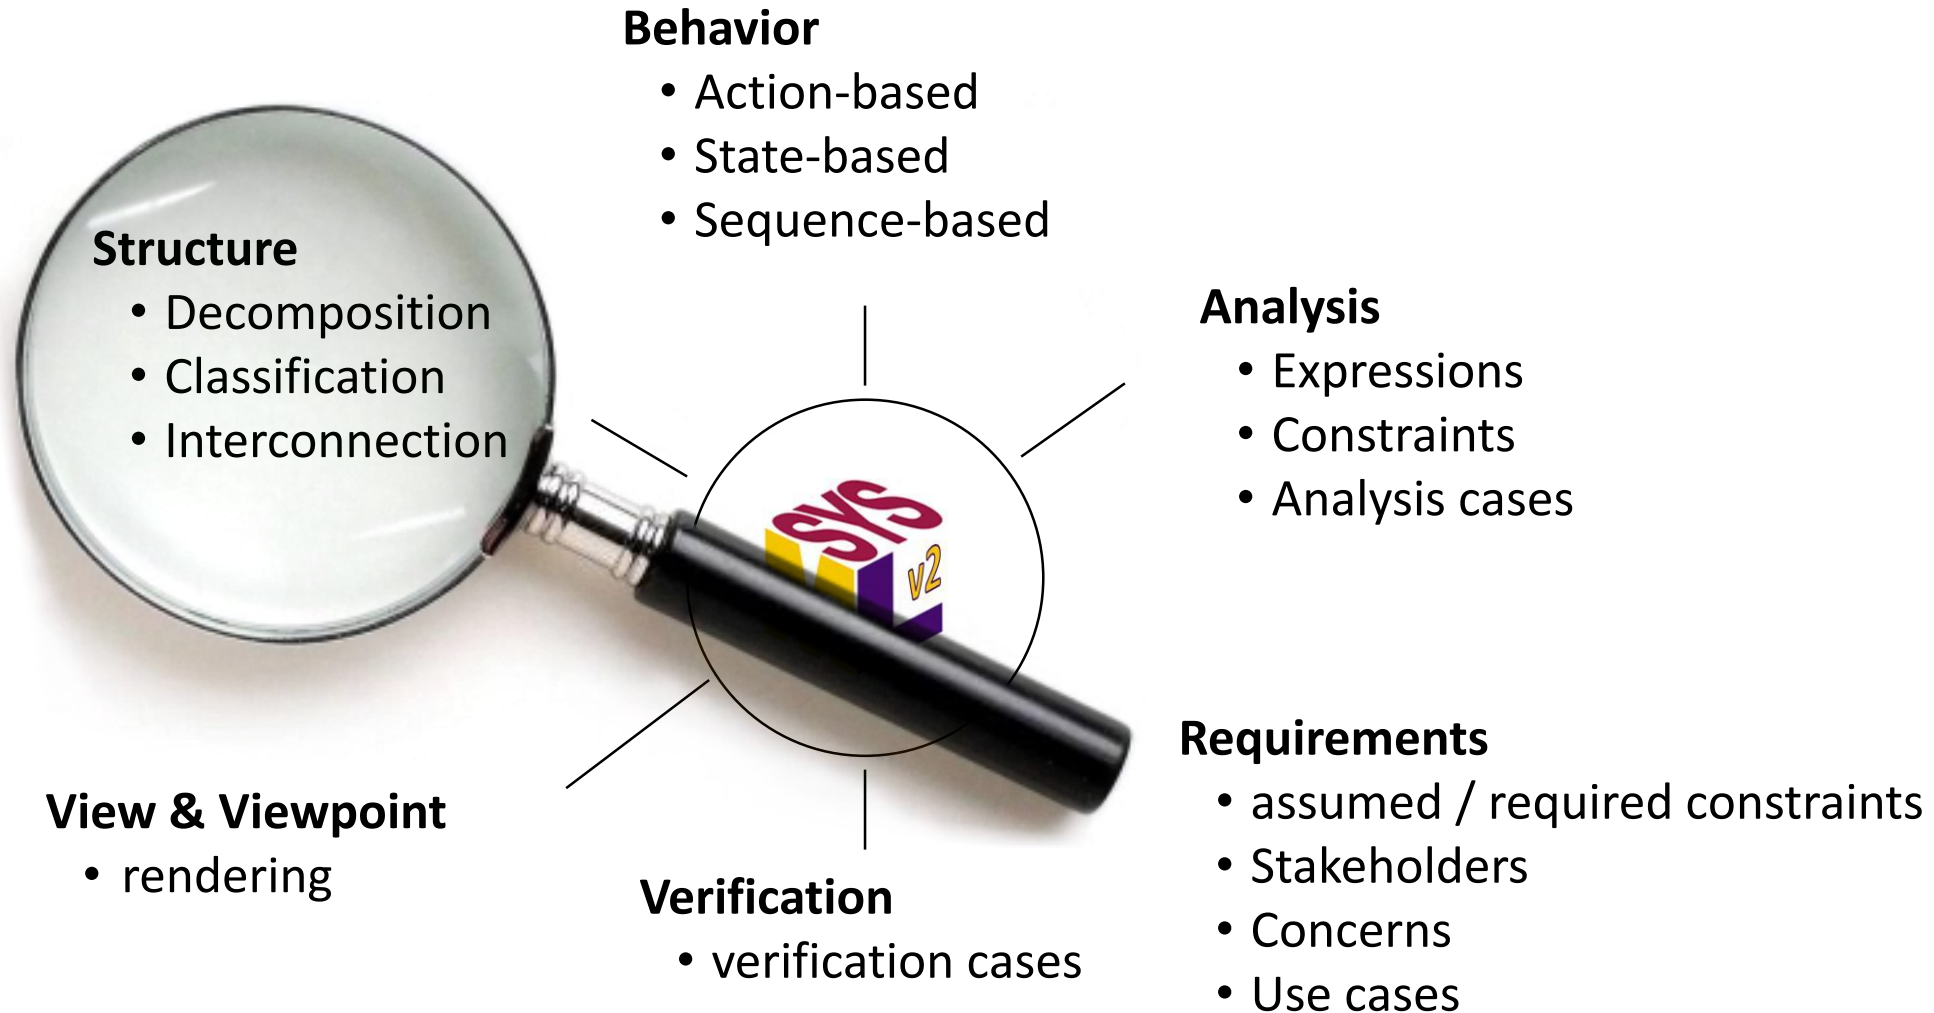 Behavior
• Action-based
• State-based
• Sequence-based
Structure
• Decomposition
• Classification
• Interconnection
Analysis
• Expressions
• Constraints
• Analysis cases
SYS
ML
v2
View & Viewpoint
• rendering
Verification
• verification cases
Requirements
• assumed / required constraints
• Stakeholders
• Concerns
• Use cases